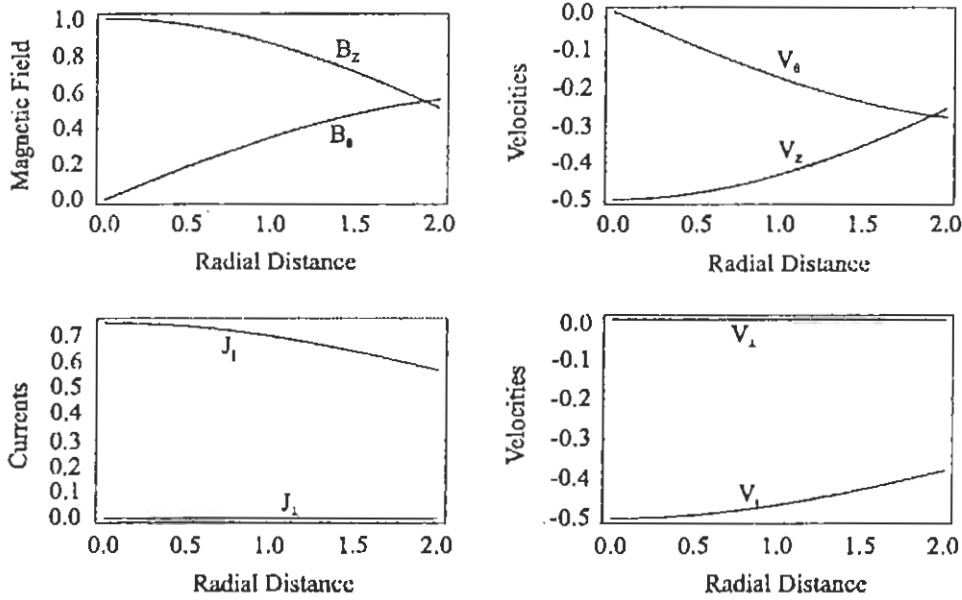 Magnetic Field
1.0
0.8
0.6
0.4
0.2
0.0
B_z
B_θ
0.0 0.5 1.0 1.5 2.0
Radial Distance
Velocities
0.0
-0.1
-0.2
-0.3
-0.4
-0.5
V_θ
V_z
0.0 0.5 1.0 1.5 2.0
Radial Distance
Currents
0.7
0.6
0.5
0.4
0.3
0.2
0.1
0.0
J_∥
J_⊥
0.0 0.5 1.0 1.5 2.0
Radial Distance
Velocities
0.0
-0.1
-0.2
-0.3
-0.4
-0.5
V_⊥
V_∥
0.0 0.5 1.0 1.5 2.0
Radial Distance